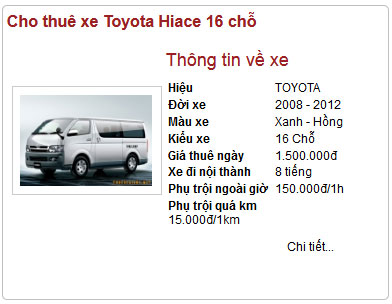 Cho thuê xe Toyota Hiace 16 chỗ
Thông tin về xe
Hiệu TOYOTA
Đời xe 2008 - 2012
Màu xe Xanh - Hồng
Kiểu xe 16 Chỗ
Giá thuê ngày 1.500.000đ
Xe đi nội thành 8 tiếng
Phụ trội ngoài giờ 150.000đ/1h
Phụ trội quá km
15.000đ/1km
Chi tiết...